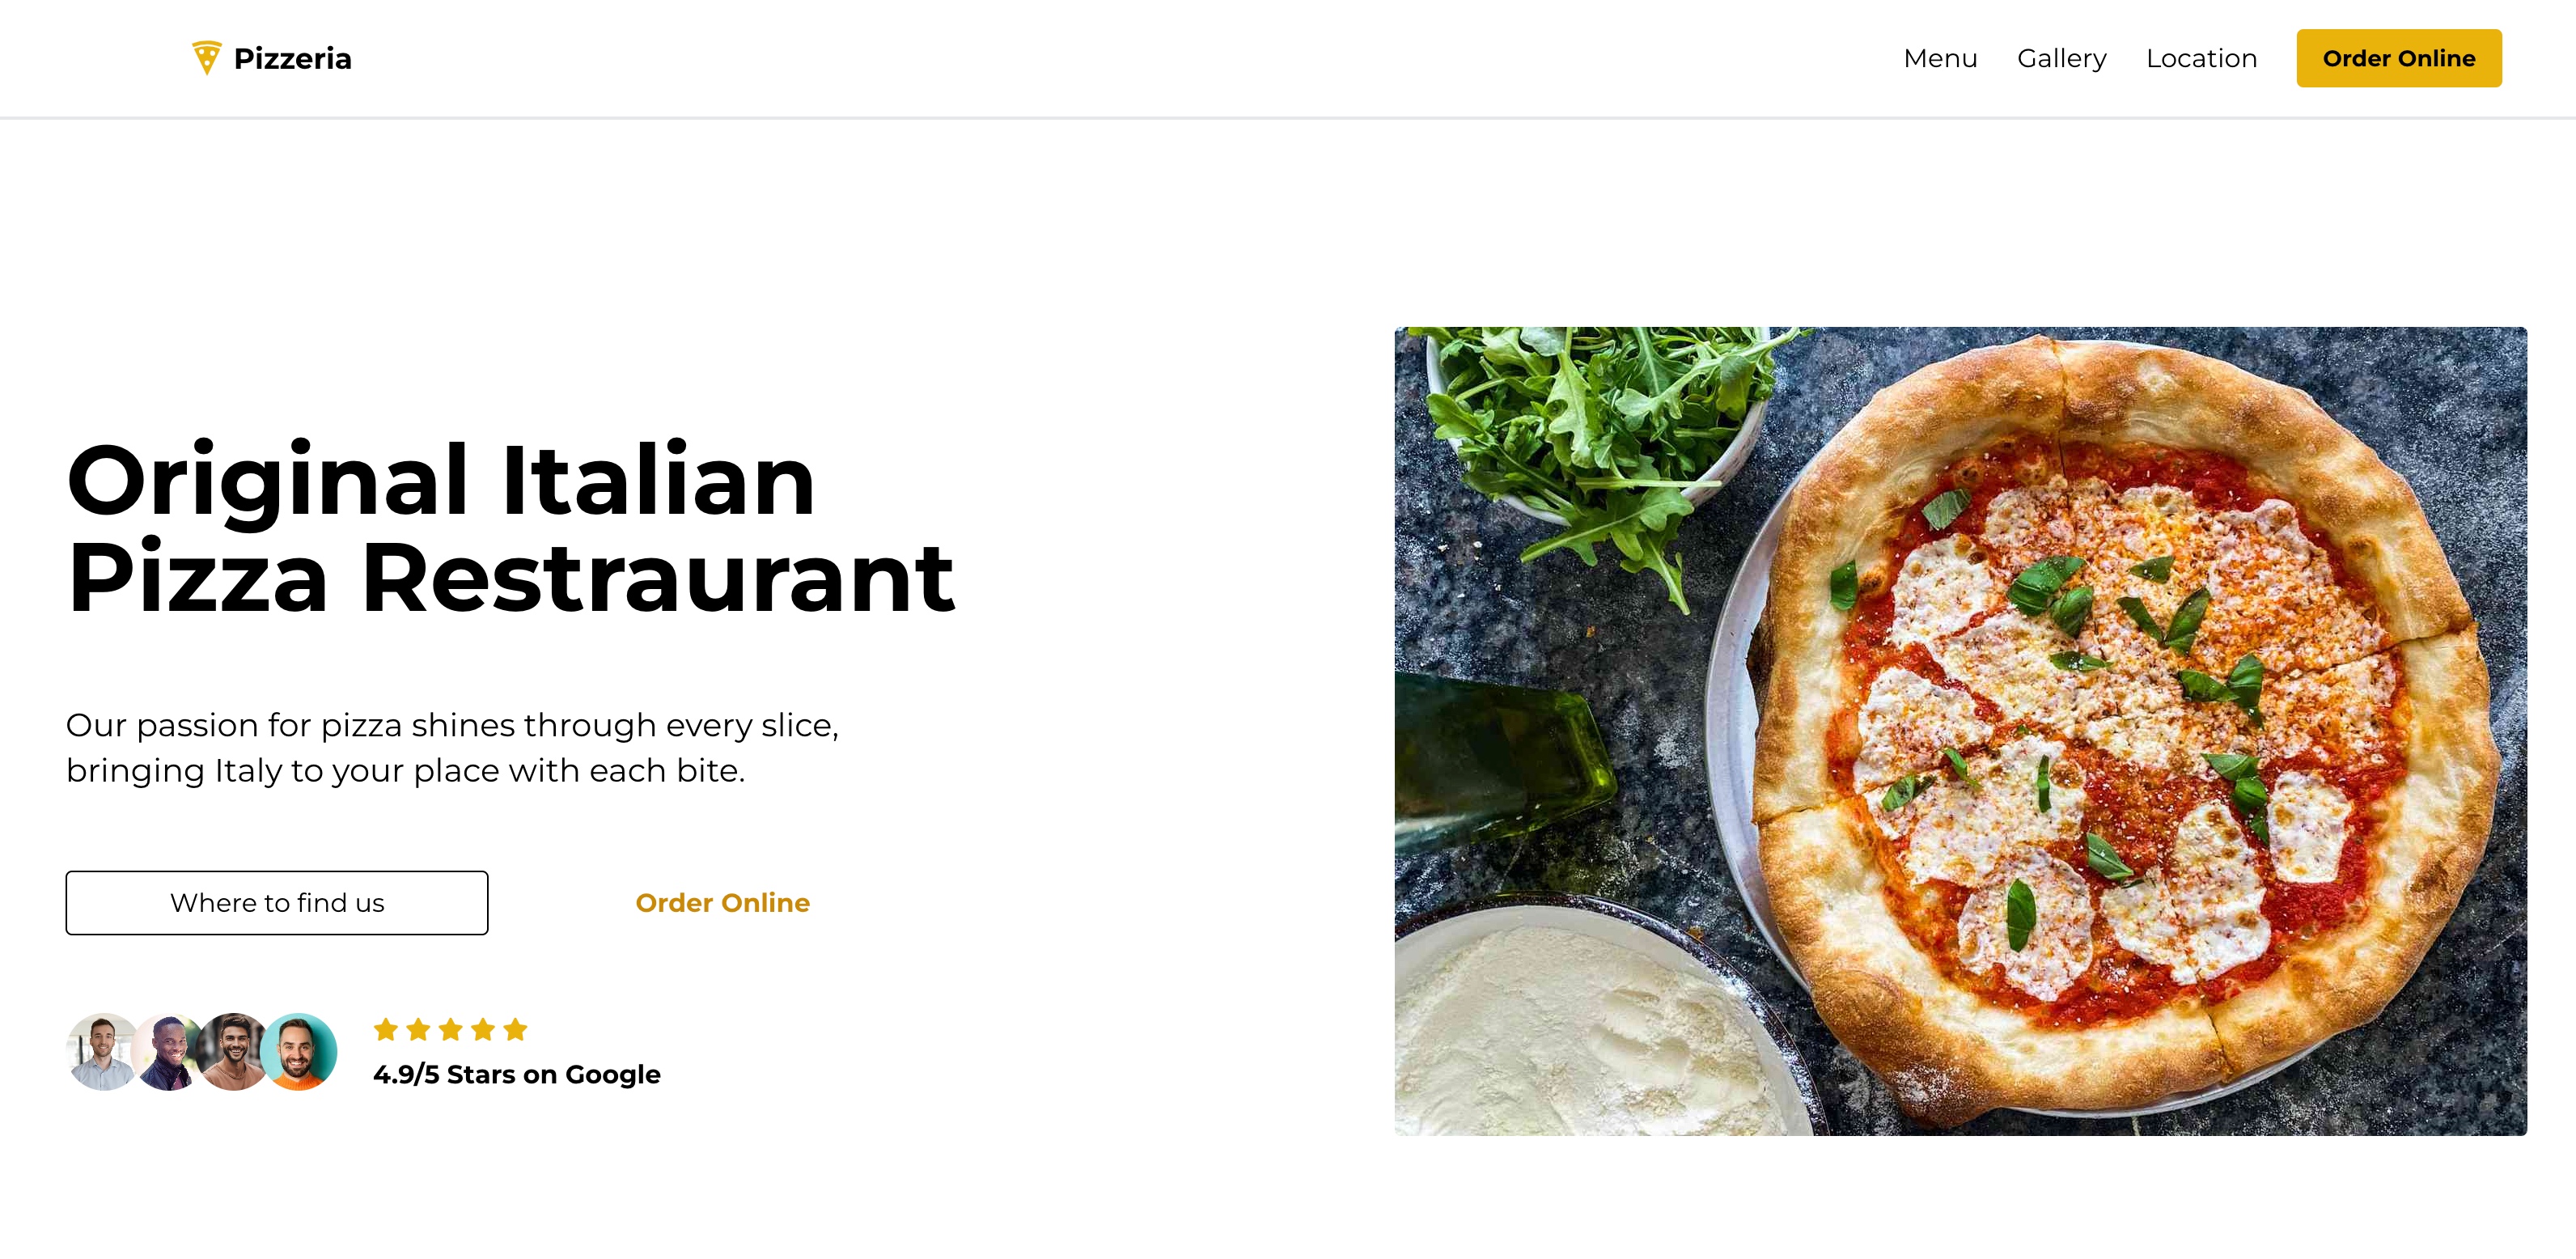 Pizzeria
Menu Gallery Location Order Online
Original Italian
Pizza Restraurant
Our passion for pizza shines through every slice,
bringing Italy to your place with each bite.
Where to find us Order Online
4.9/5 Stars on Google